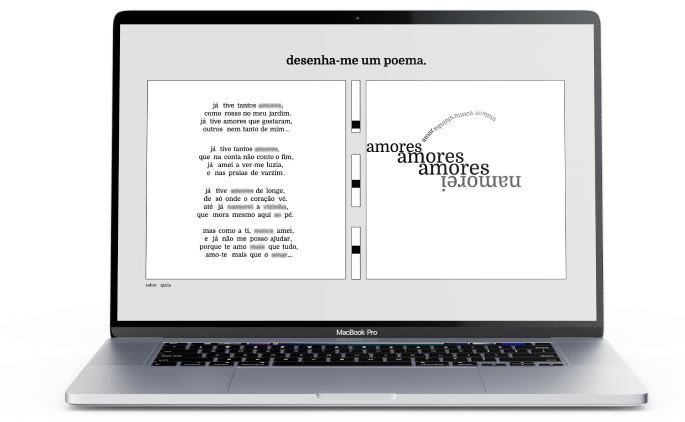 desenha-me um poema.
já tive tantos amores,
como rosas no meu jardim.
já tive amores que gostaram,
outros nem tanto de mim...
já tive tantos amores,
que na conta não conto o fim,
já amei a ver-me luzia,
e nas praias de varzim.
já tive amores de longe,
de só onde o coração vê.
até já namorei a vizinha,
que mora mesmo aqui ao pé.
mas como a ti, nunca amei,
e já não me posso ajudar,
porque te amo mais que tudo,
amo-te mais que o amar...
amar vizinha nunca ao
amores
amores
amores
namorei
sobre ajuda
MacBook Pro